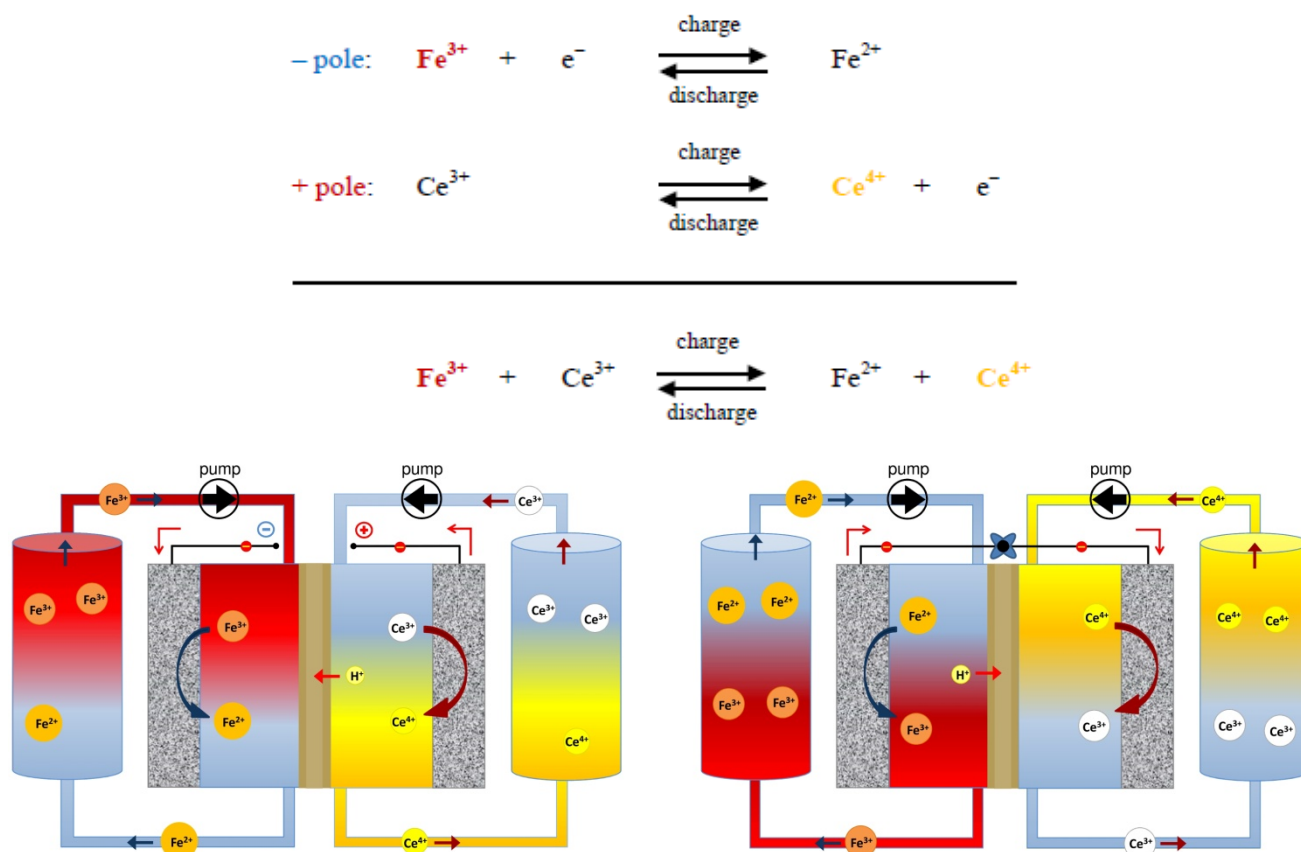 charge
– pole: Fe³⁺ + e⁻ Fe²⁺
discharge
charge
+ pole: Ce³⁺ Ce⁴⁺ + e⁻
discharge
charge
Fe³⁺ + Ce³⁺ Fe²⁺ + Ce⁴⁺
discharge
pump pump
Fe³⁺ Ce³⁺
– +
– –
Fe³⁺ Fe³⁺ Fe³⁺ Ce³⁺ Ce³⁺ Ce³⁺
H⁺
Fe²⁺ Fe²⁺ Ce⁴⁺ Ce⁴⁺
Fe²⁺ Ce⁴⁺
pump pump
Fe²⁺ Ce⁴⁺
– –
Fe²⁺ Fe²⁺ Fe²⁺ Ce⁴⁺ Ce⁴⁺ Ce⁴⁺
H⁺
Fe³⁺ Fe³⁺ Fe³⁺ Ce³⁺ Ce³⁺ Ce³⁺
Fe³⁺ Ce³⁺